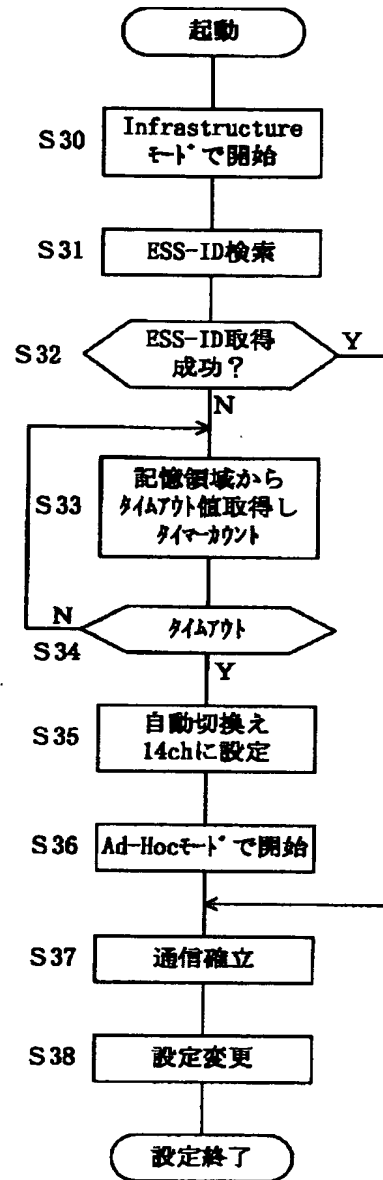 起動
S30
Infrastructure
モードで開始
S31
ESS-ID検索
S32
ESS-ID取得
成功？
Y
N
S33
記憶領域から
タイムアウト値取得し
タイマーカウント
N
S34
タイムアウト
Y
S35
自動切換え
14chに設定
S36
Ad-Hocモードで開始
S37
通信確立
S38
設定変更
設定終了